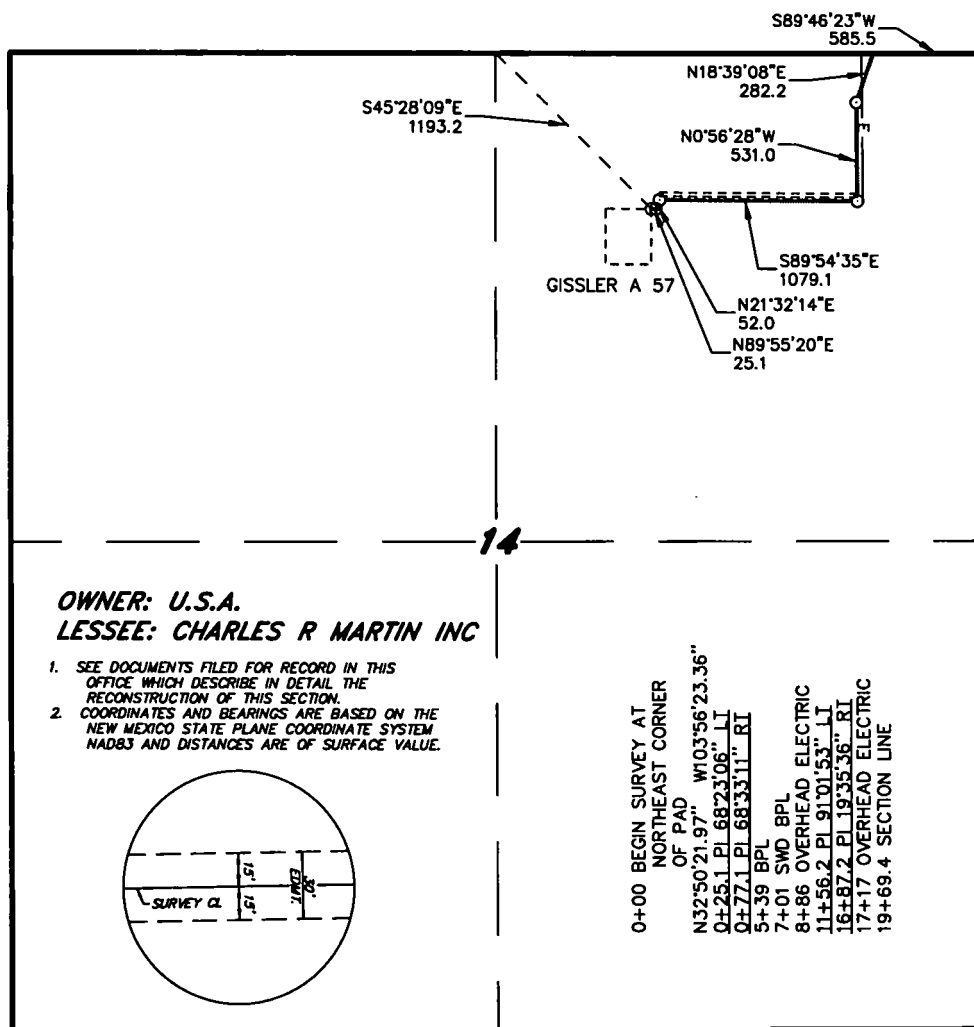 S89°46'23"W
585.5
N18°39'08"E
282.2
S45°28'09"E
1193.2
N0°56'28"W
531.0
E
S89°54'35"E
1079.1
GISSLER A 57
N21°32'14"E
52.0
N89°55'20"E
25.1
14
OWNER: U.S.A.
LESSEE: CHARLES R MARTIN INC
1. SEE DOCUMENTS FILED FOR RECORD IN THIS
OFFICE WHICH DESCRIBE IN DETAIL THE
RECONSTRUCTION OF THIS SECTION.
2 COORDINATES AND BEARINGS ARE BASED ON THE
NEW MEXICO STATE PLANE COORDINATE SYSTEM
NAD83 AND DISTANCES ARE OF SURFACE VALUE.
15'
15'
30'
ESMT.
SURVEY CL
0+00 BEGIN SURVEY AT
NORTHEAST CORNER
OF PAD
N32°50'21.97" W103°56'23.36"
0+25.1 PI 68°23'06" LT
0+77.1 PI 68°33'11" RT
5+39 BPL
7+01 SWD BPL
8+86 OVERHEAD ELECTRIC
11+56.2 PI 91°01'53" LT
16+87.2 PI 19°35'36" RT
17+17 OVERHEAD ELECTRIC
19+69.4 SECTION LINE